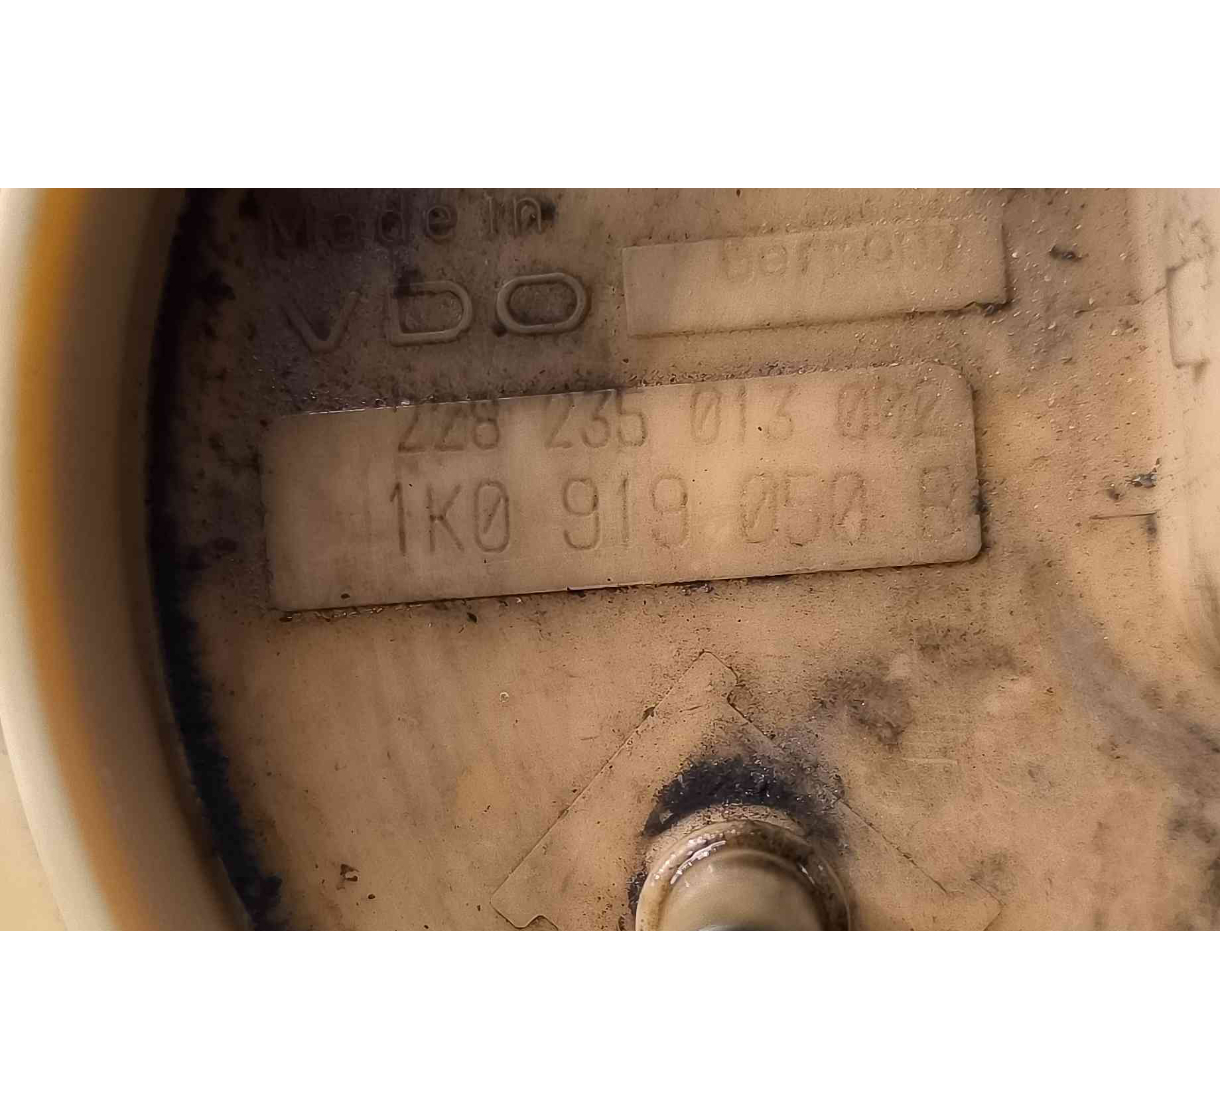 Made in
Germany
VDO
228 235 013 002
1K0 919 050 B